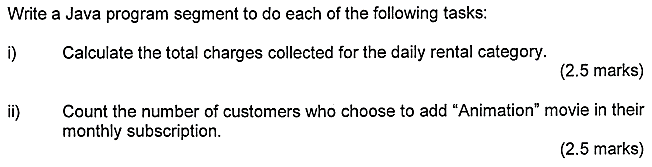 Write a Java program segment to do each of the following tasks:
i) Calculate the total charges collected for the daily rental category.
(2.5 marks)
ii) Count the number of customers who choose to add “Animation” movie in their
monthly subscription.
(2.5 marks)